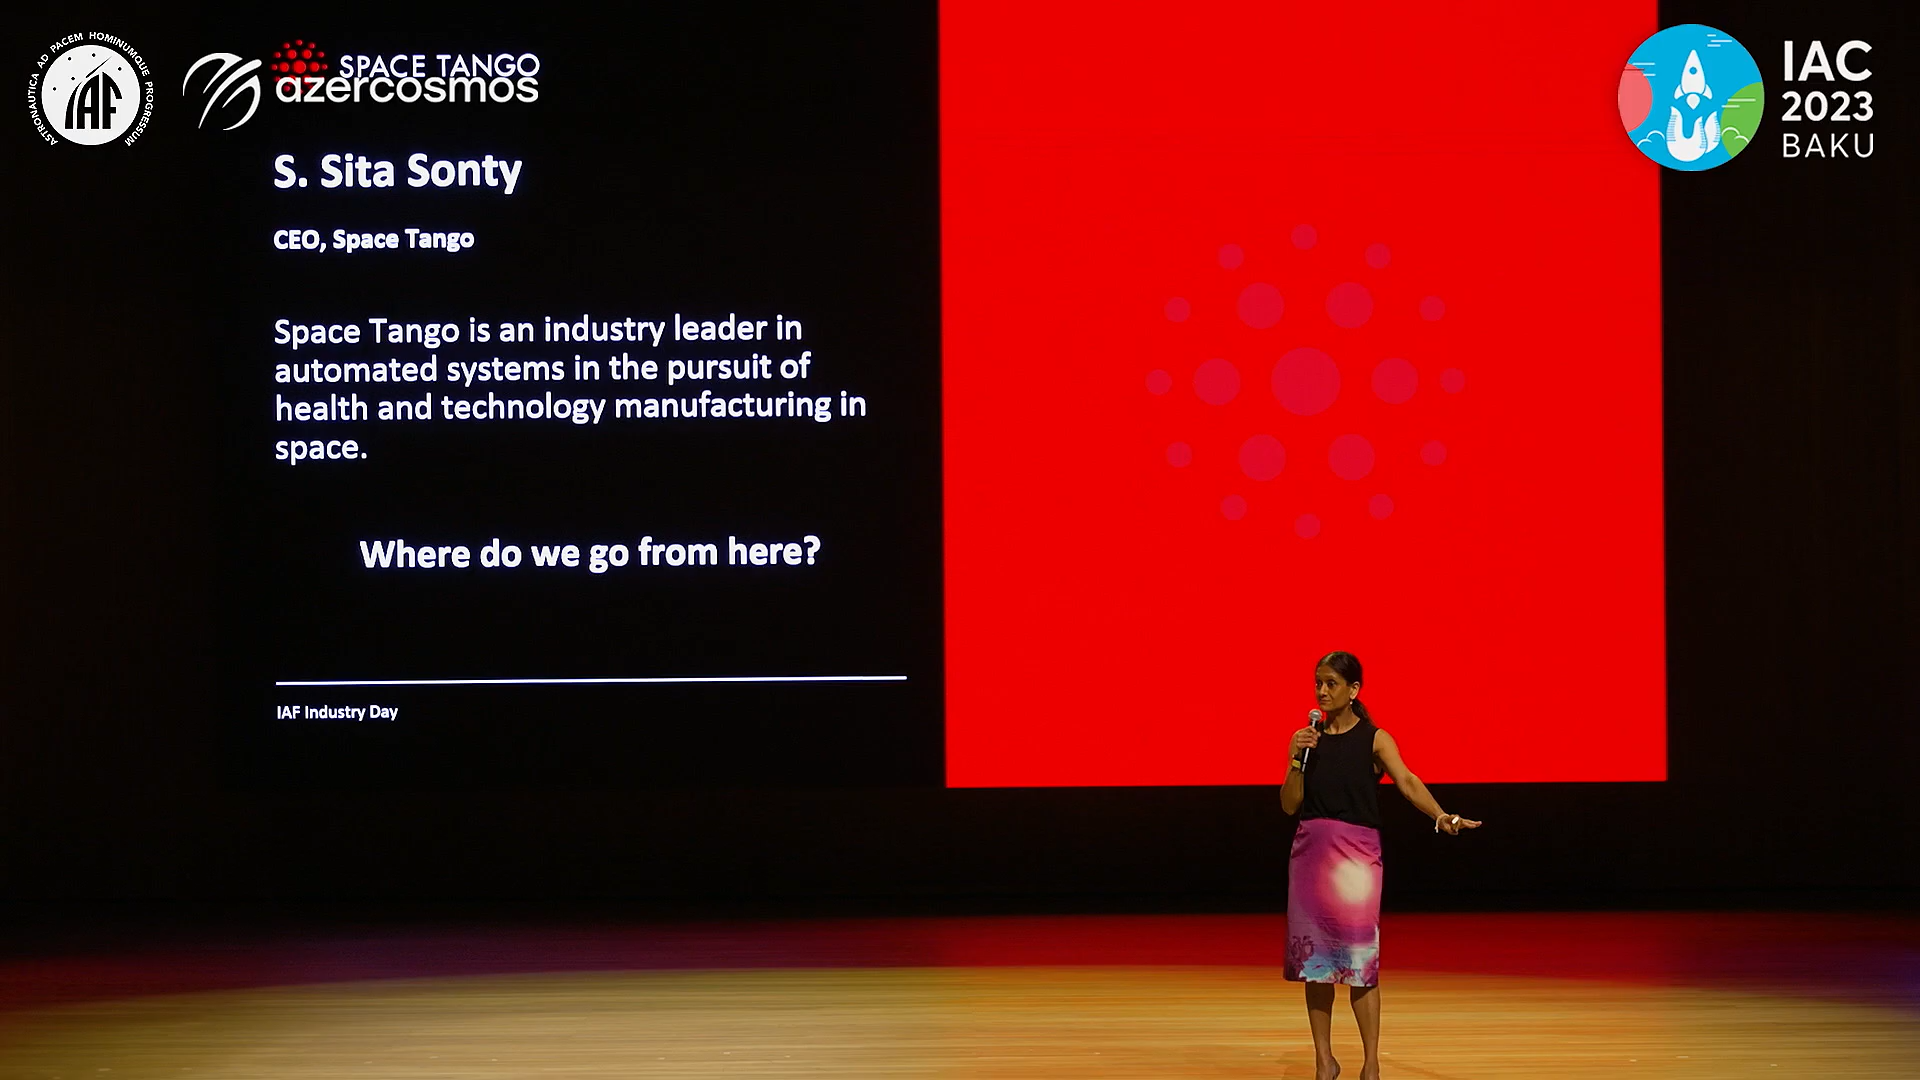 ASTRONAUTICA AD PACEM HOMINUMQUE PROGRESSUM
IAF
SPACE TANGO
azercosmos
IAC
2023
BAKU
S. Sita Sonty
CEO, Space Tango
Space Tango is an industry leader in
automated systems in the pursuit of
health and technology manufacturing in
space.
Where do we go from here?
IAF Industry Day